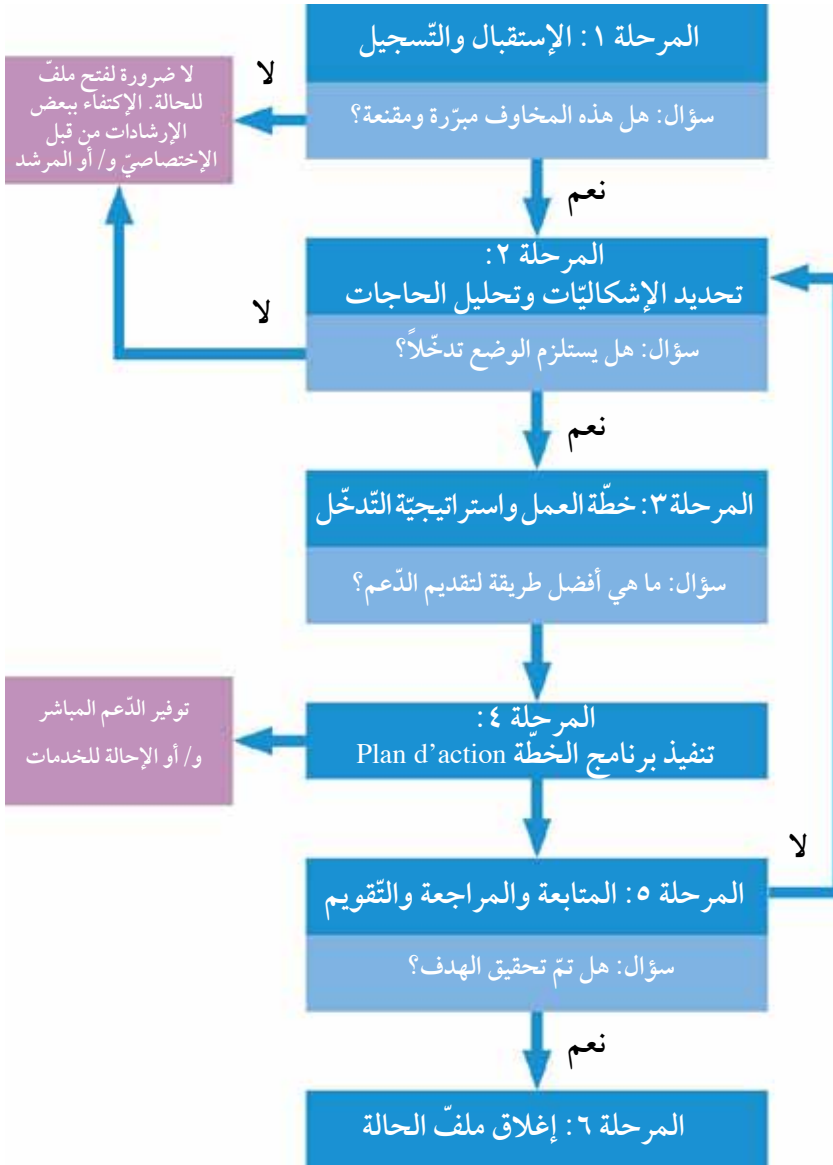 المرحلة ١: الإستقبال والتّسجيل
سؤال: هل هذه المخاوف مبرّرة ومقنعة؟
لا
لا ضرورة لفتح ملفّ
للحالة. الإكتفاء ببعض
الإرشادات من قبل
الإختصاصيّ و/ أو المرشد
نعم
المرحلة ٢:
تحديد الإشكاليّات وتحليل الحاجات
سؤال: هل يستلزم الوضع تدخّلاً؟
لا
نعم
المرحلة ٣: خطّة العمل واستراتيجيّة التّدخّل
سؤال: ما هي أفضل طريقة لتقديم الدّعم؟
المرحلة ٤:
تنفيذ برنامج الخطّة Plan d’action
توفير الدّعم المباشر
و/ أو الإحالة للخدمات
المرحلة ٥: المتابعة والمراجعة والتّقويم
سؤال: هل تمّ تحقيق الهدف؟
لا
نعم
المرحلة ٦: إغلاق ملفّ الحالة